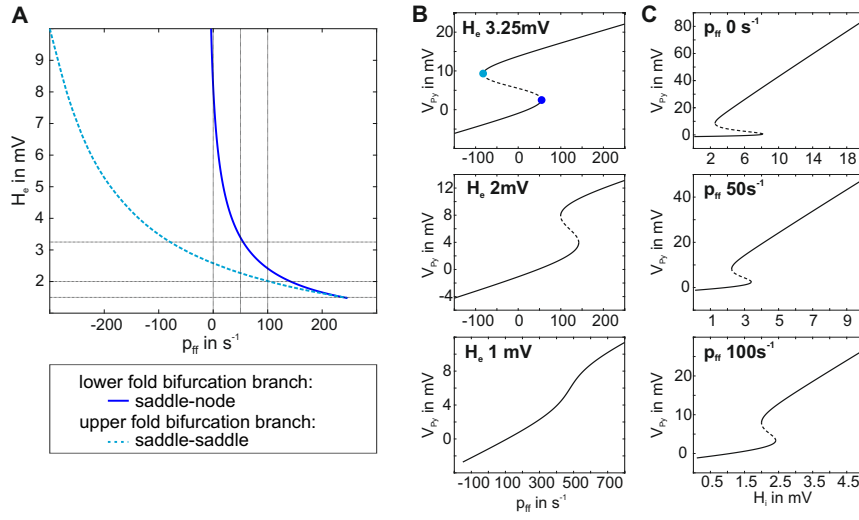 A
H_e in mV
9
8
7
6
5
4
3
2
-200
-100
0
100
200
p_ff in s^-1
lower fold bifurcation branch:
saddle-node
upper fold bifurcation branch:
saddle-saddle
B
H_e 3.25mV
V_Py in mV
20
10
0
-100
0
100
200
H_e 2mV
V_Py in mV
12
8
4
0
-4
-100
0
100
200
H_e 1 mV
V_Py in mV
8
4
0
-100
100
300
500
700
p_ff in s^-1
C
p_ff 0 s^-1
V_Py in mV
80
60
40
20
0
2
6
10
14
18
p_ff 50s^-1
V_Py in mV
40
20
0
1
3
5
7
9
p_ff 100s^-1
V_Py in mV
20
10
0
0.5
1.5
2.5
3.5
4.5
H_i in mV